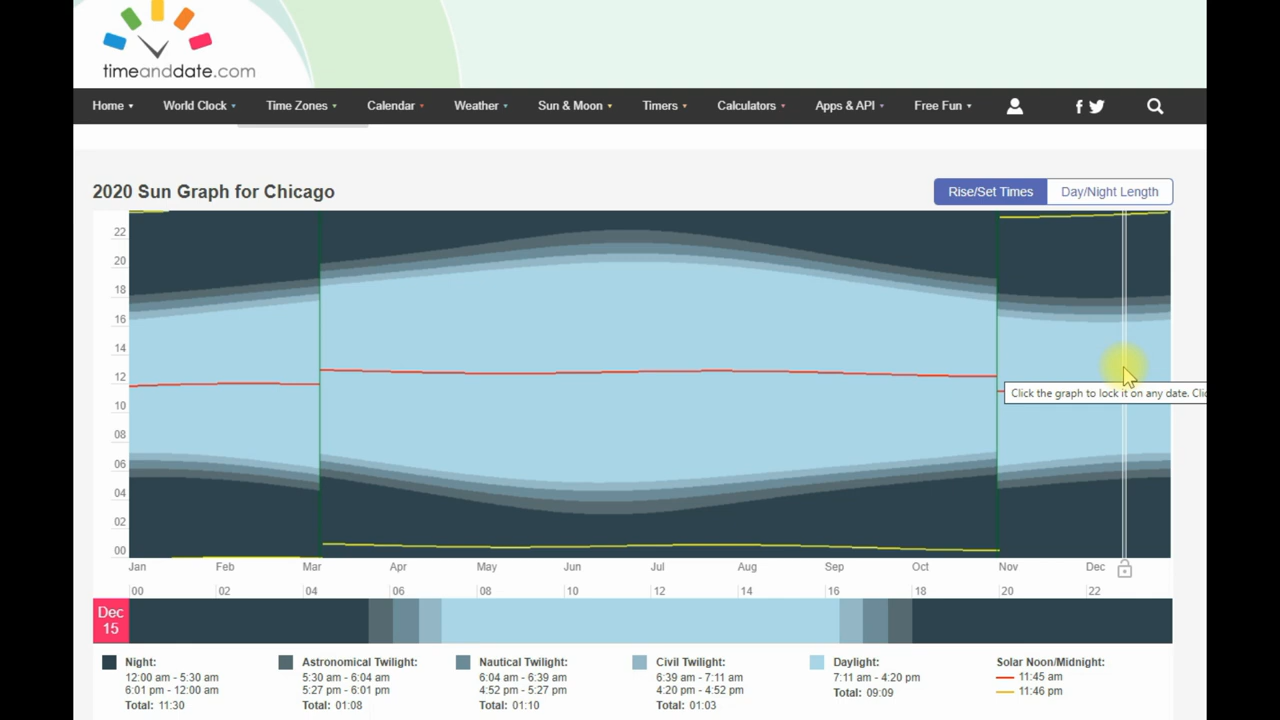 timeanddate.com
Home World Clock Time Zones Calendar Weather Sun & Moon Timers Calculators Apps & API Free Fun
2020 Sun Graph for Chicago
Rise/Set Times Day/Night Length
22
20
18
16
14
12
10
08
06
04
02
00
Click the graph to lock it on any date. Clic
Jan Feb Mar Apr May Jun Jul Aug Sep Oct Nov Dec
00 02 04 06 08 10 12 14 16 18 20 22
Dec
15
Night: Astronomical Twilight: Nautical Twilight: Civil Twilight: Daylight: Solar Noon/Midnight:
12:00 am - 5:30 am 5:30 am - 6:04 am 6:04 am - 6:39 am 6:39 am - 7:11 am 7:11 am - 4:20 pm 11:45 am
6:01 pm - 12:00 am 5:27 pm - 6:01 pm 4:52 pm - 5:27 pm 4:20 pm - 4:52 pm Total: 09:09 11:46 pm
Total: 11:30 Total: 01:08 Total: 01:10 Total: 01:03